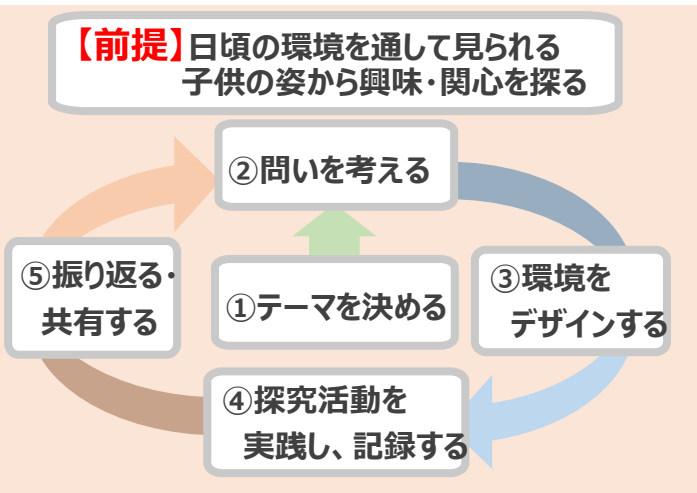 【前提】日頃の環境を通して見られる
子供の姿から興味・関心を探る
②問いを考える
①テーマを決める
③環境を
デザインする
④探究活動を
実践し、記録する
⑤振り返る・
共有する